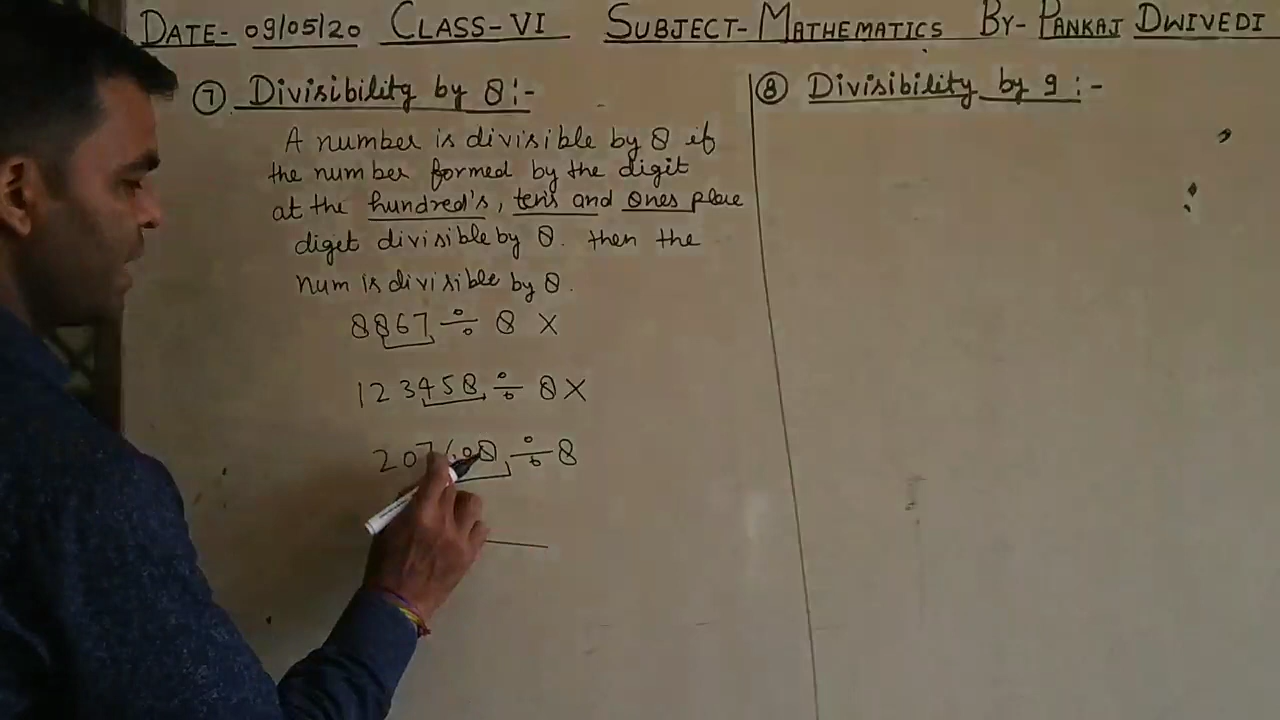 DATE- 09/05/20 CLASS-VI SUBJECT-MATHEMATICS BY- PANKAJ DWIVEDI
⑦ Divisibility by 8:-
A number is divisible by 8 if
the number formed by the digit
at the hundred's, ten's and ones place
digit divisible by 8. then the
num is divisible by 8.
8867 ÷ 8 X
123458 ÷ 8 X
÷ 8
⑧ Divisibility by 9:-